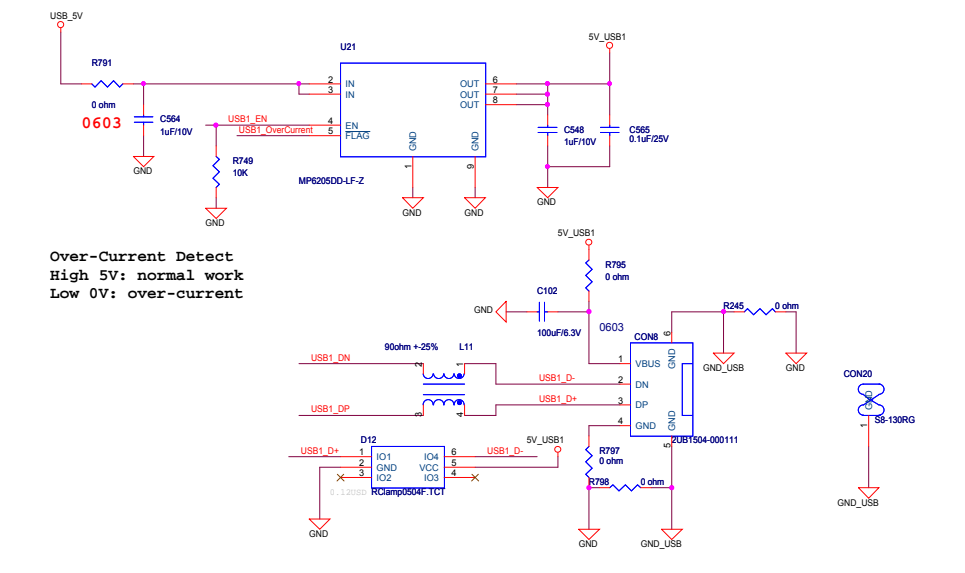 USB_5V
5V_USB1
U21
R791
2
IN
OUT
6
3
IN
OUT
7
OUT
8
0 ohm
0603
C564
1uF/10V
USB1_EN
4
EN
USB1_OverCurrent
5
FLAG
GND
GND
C548
1uF/10V
C565
0.1uF/25V
GND
R749
10K
1
9
MP6205DD-LF-Z
GND
GND
GND
GND
Over-Current Detect
High 5V: normal work
Low 0V: over-current
5V_USB1
R795
0 ohm
C102
GND
100uF/6.3V
0603
CON8
R245
0 ohm
6
90ohm +-25%
L11
USB1_DN
2
1
1
VBUS
GND
GND_USB
GND
USB1_D-
2
DN
CON20
USB1_D+
3
DP
USB1_DP
3
4
4
GND
GND
GND
1
S8-130RG
2UB1504-000111
5
D12
5V_USB1
USB1_D+
1
IO1
IO4
6
USB1_D-
2
GND
VCC
5
3
IO2
IO3
4
R797
0 ohm
R798
0 ohm
0.12USD
RClamp0504F.TCT
GND_USB
GND
GND
GND_USB